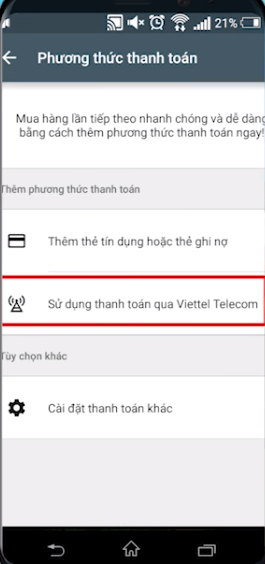 21%
Phương thức thanh toán
Mua hàng lần tiếp theo nhanh chóng và dễ dàng
bằng cách thêm phương thức thanh toán ngay!
Thêm phương thức thanh toán
Thêm thẻ tín dụng hoặc thẻ ghi nợ
Sử dụng thanh toán qua Viettel Telecom
Tùy chọn khác
Cài đặt thanh toán khác